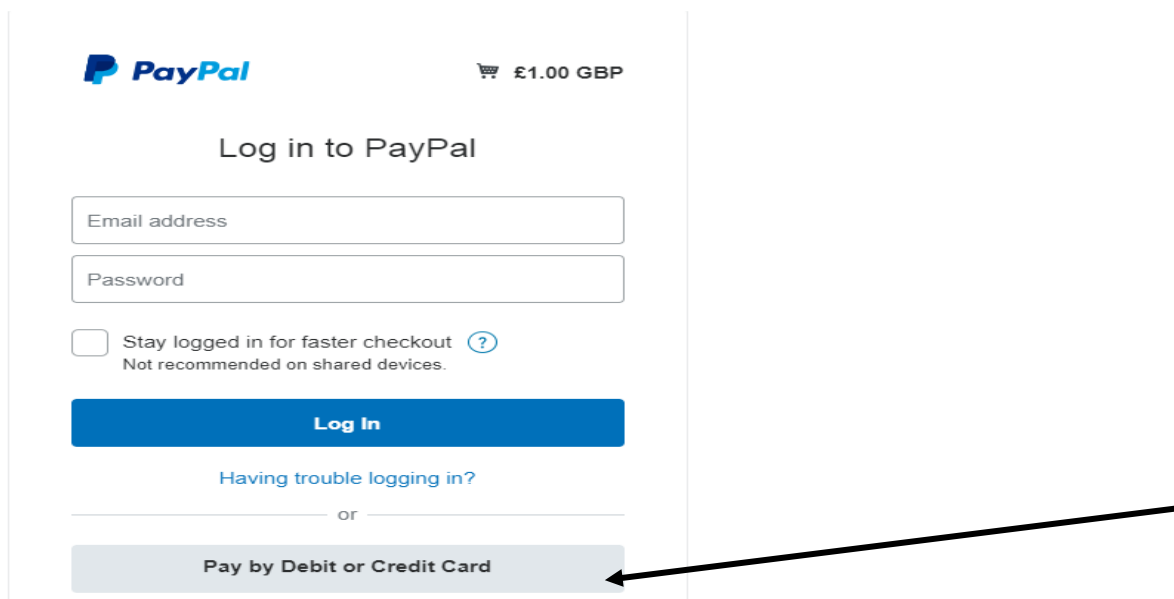 PayPal £1.00 GBP
Log in to PayPal
Email address
Password
Stay logged in for faster checkout ?
Not recommended on shared devices.
Log In
Having trouble logging in?
or
Pay by Debit or Credit Card